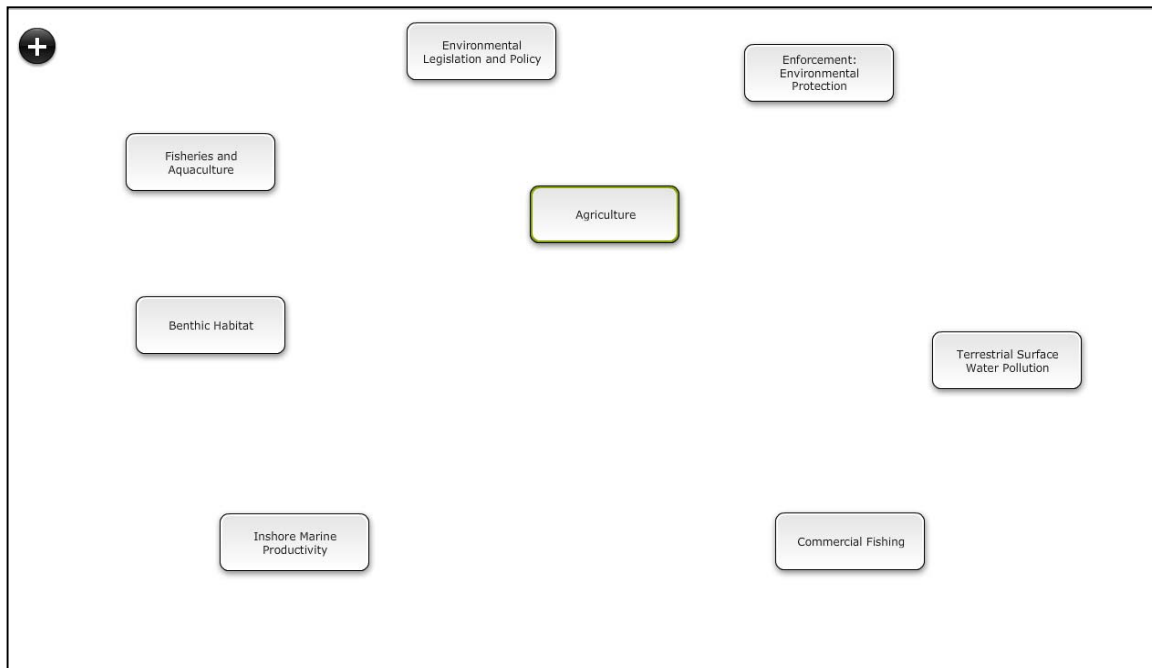 Environmental
Legislation and Policy
Enforcement:
Environmental
Protection
Fisheries and
Aquaculture
Agriculture
Benthic Habitat
Terrestrial Surface
Water Pollution
Inshore Marine
Productivity
Commercial Fishing